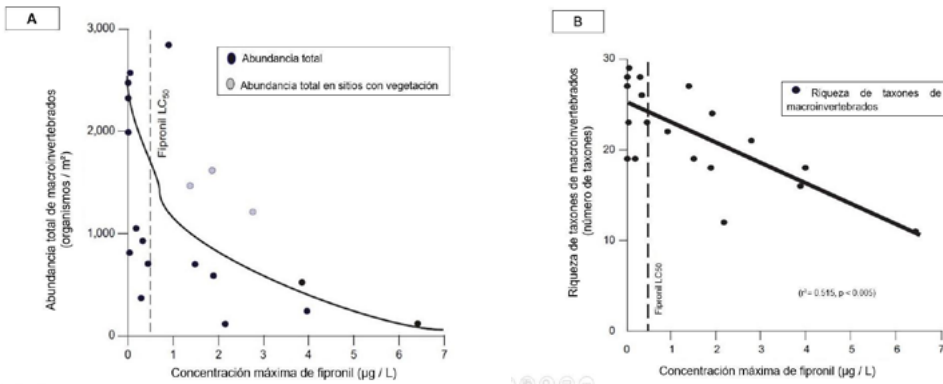 A
3,000
2,000
1,000
0
Abundancia total de macroinvertebrados
(organismos / m²)
Fipronil LC50
Abundancia total
Abundancia total en sitios con vegetación
0 1 2 3 4 5 6 7
Concentración máxima de fipronil (µg / L)
B
30
20
10
0
Riqueza de taxones de macroinvertebrados
(número de taxones)
Fipronil LC50
Riqueza de taxones de
macroinvertebrados
(r²= 0.515, p < 0.005)
0 1 2 3 4 5 6 7
Concentración máxima de fipronil (µg / L)